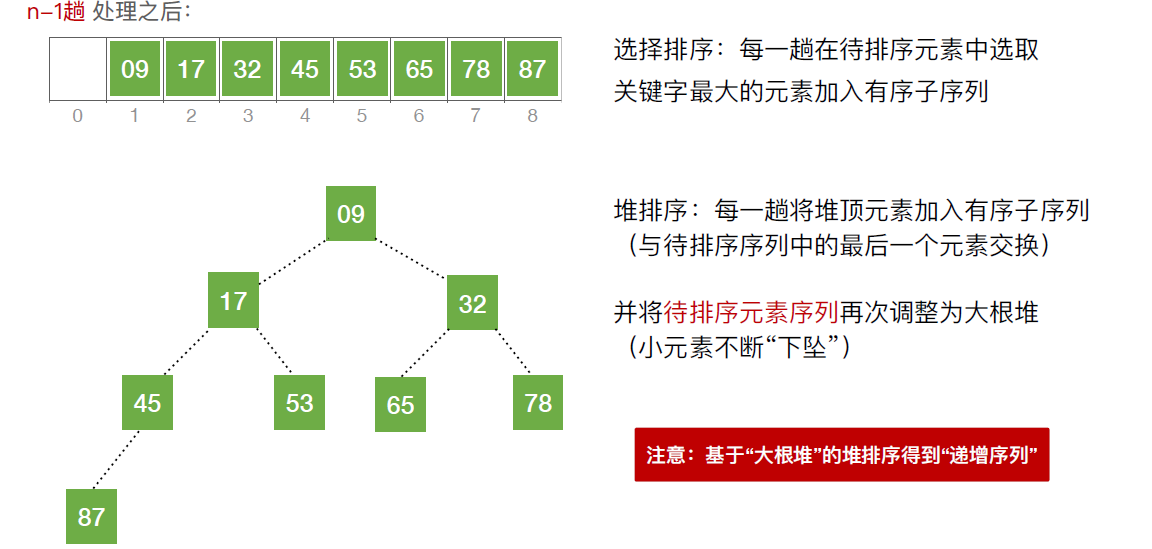 n-1趟 处理之后：
09 17 32 45 53 65 78 87
0 1 2 3 4 5 6 7 8
选择排序：每一趟在待排序元素中选取
关键字最大的元素加入有序子序列
09
17 32
45 53 65 78
87
堆排序：每一趟将堆顶元素加入有序子序列
（与待排序序列中的最后一个元素交换）
并将待排序元素序列再次调整为大根堆
（小元素不断“下坠”）
注意：基于“大根堆”的堆排序得到“递增序列”